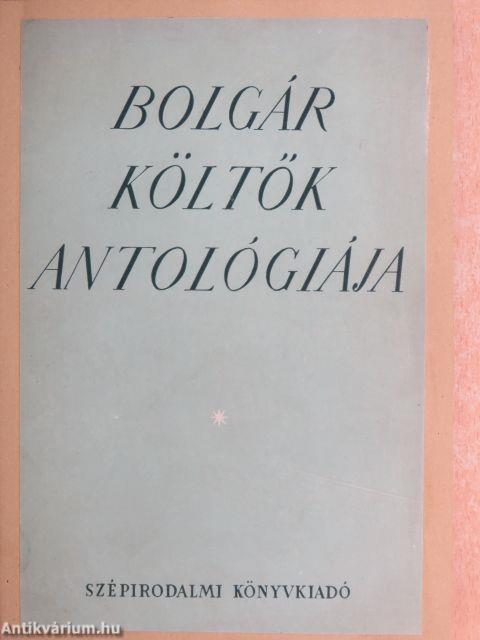 BOLGÁR
KÖLTŐK
ANTOLÓGIÁJA
SZÉPIRODALMI KÖNYVKIADÓ
Antikvárium.hu